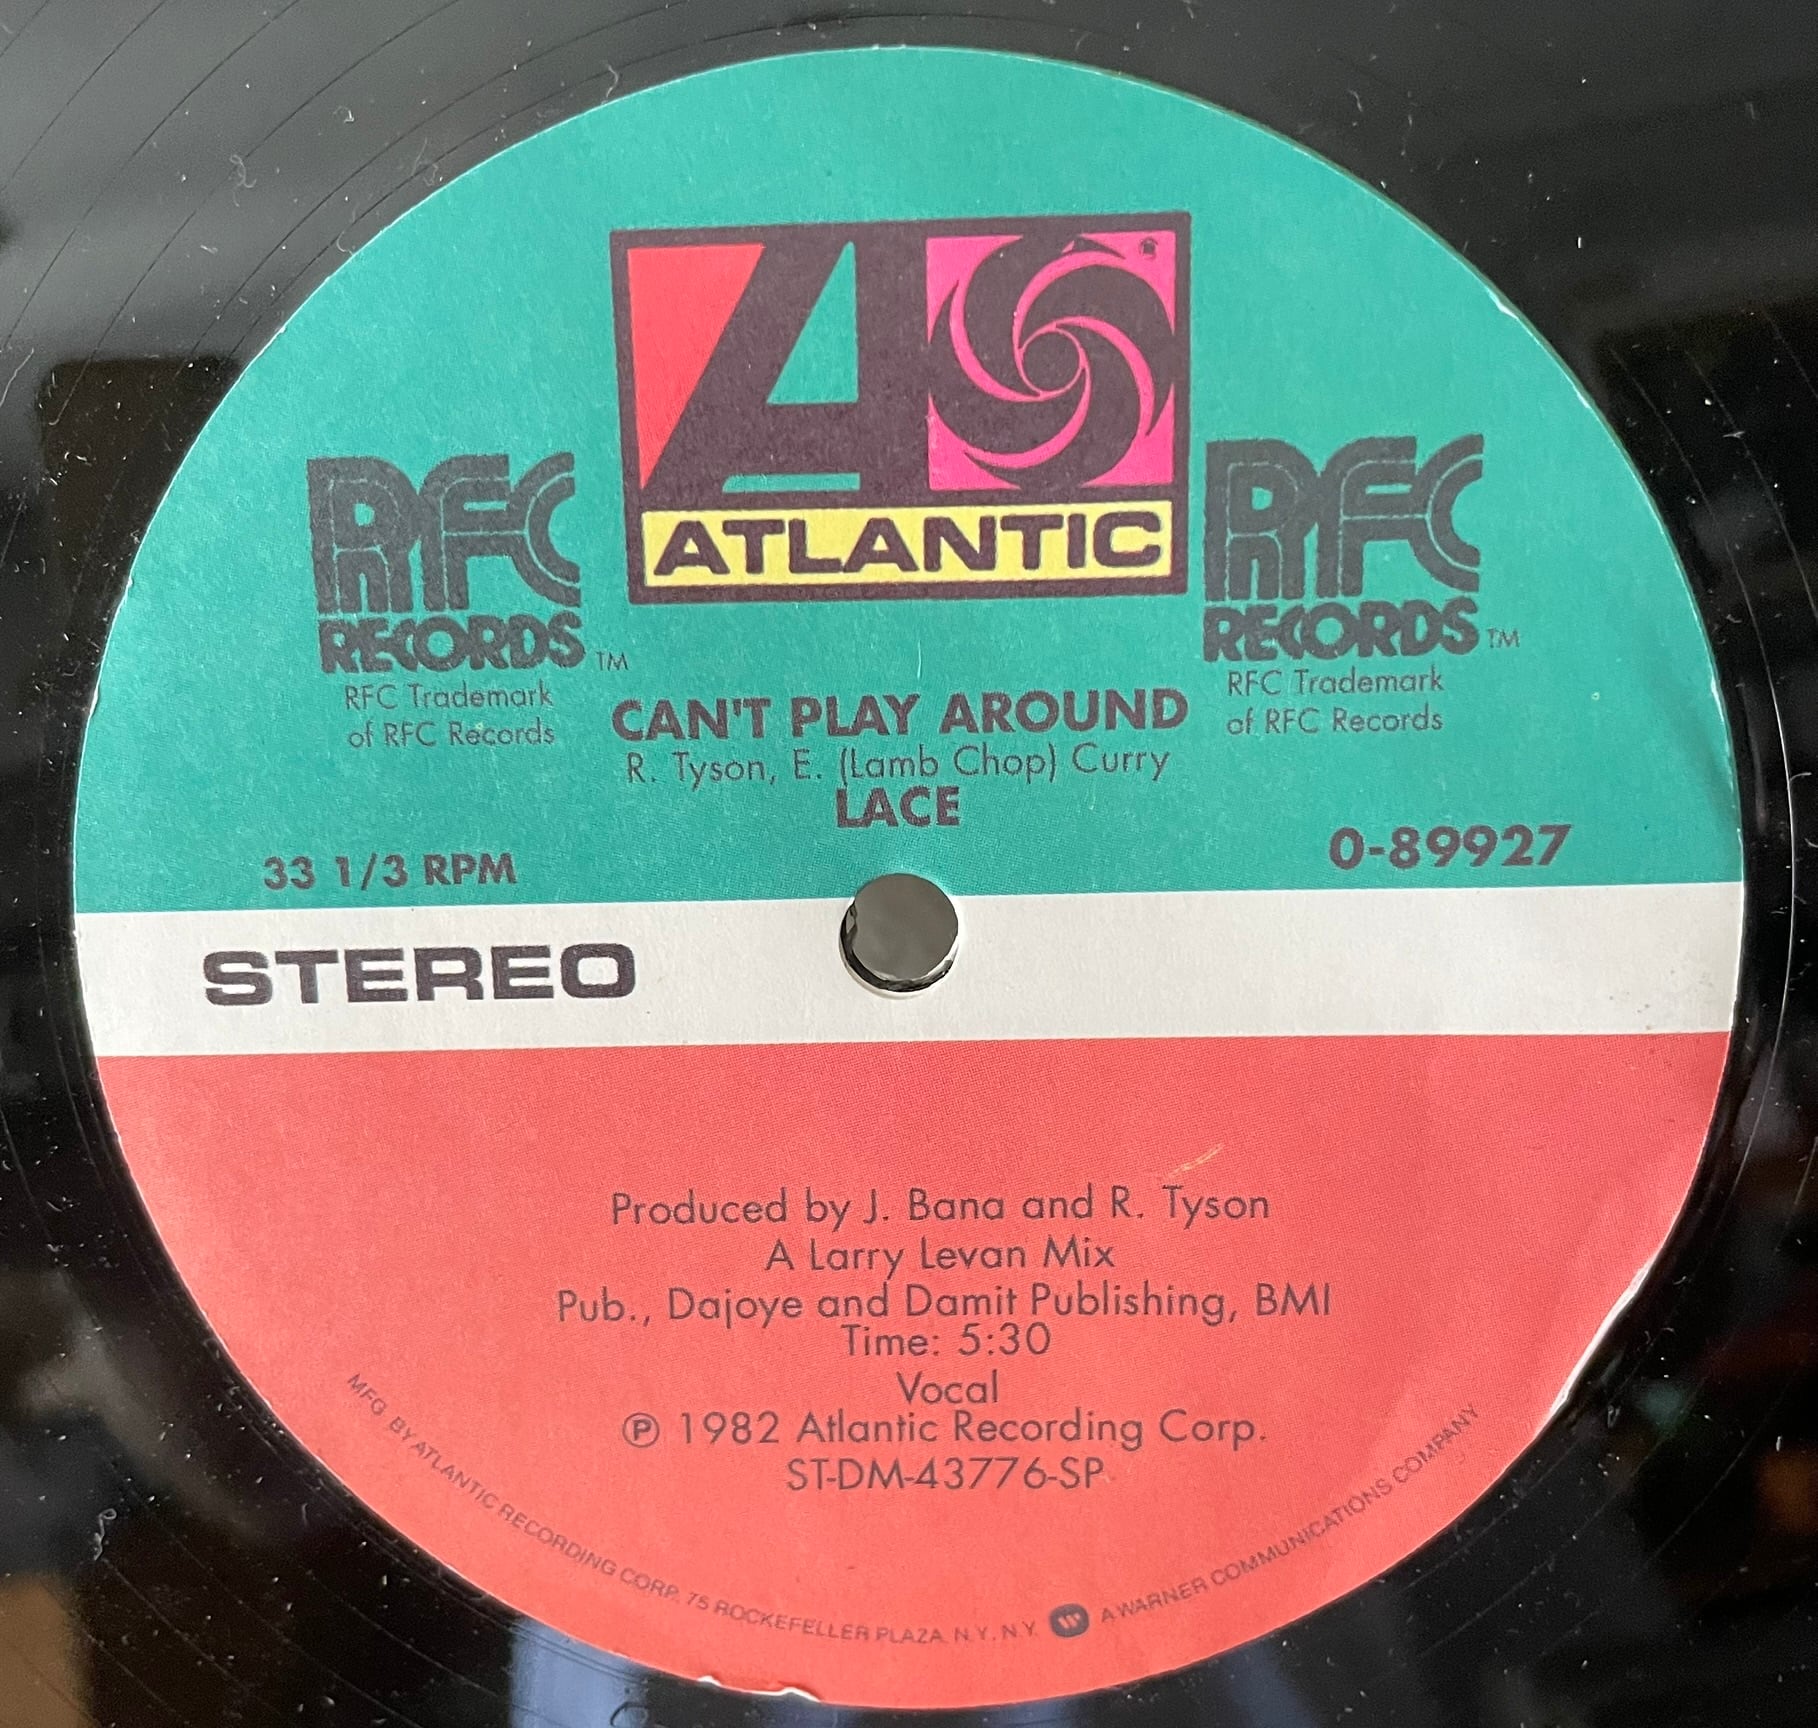 ATLANTIC
RFC
RECORDS TM
RFC Trademark
of RFC Records
RFC
RECORDS TM
RFC Trademark
of RFC Records
CAN'T PLAY AROUND
R. Tyson, E. (Lamb Chop) Curry
LACE
33 1/3 RPM
0-89927
STEREO
Produced by J. Bana and R. Tyson
A Larry Levan Mix
Pub., Dajoye and Damit Publishing, BMI
Time: 5:30
Vocal
℗ 1982 Atlantic Recording Corp.
ST-DM-43776-SP
MFG BY ATLANTIC RECORDING CORP. 75 ROCKEFELLER PLAZA N.Y. N.Y. A WARNER COMMUNICATIONS COMPANY